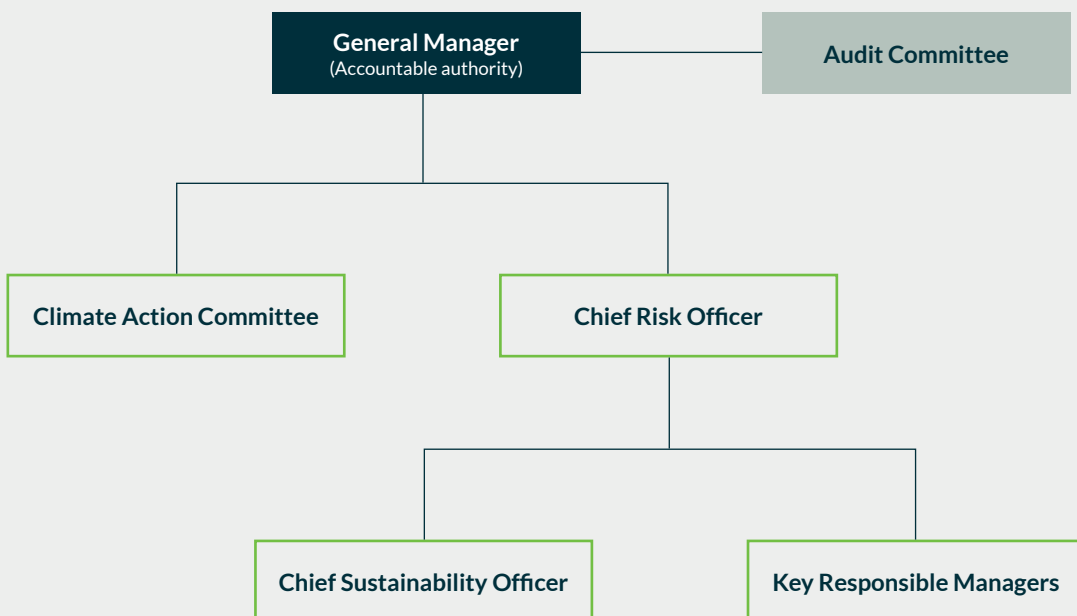 General Manager
(Accountable authority)
Audit Committee
Climate Action Committee
Chief Risk Officer
Chief Sustainability Officer
Key Responsible Managers